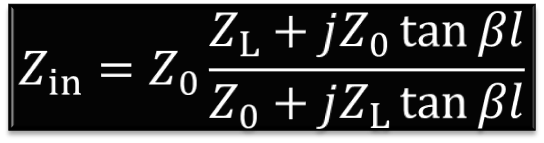 Z_in = Z_0 (Z_L + jZ_0 tan βl) / (Z_0 + jZ_L tan βl)